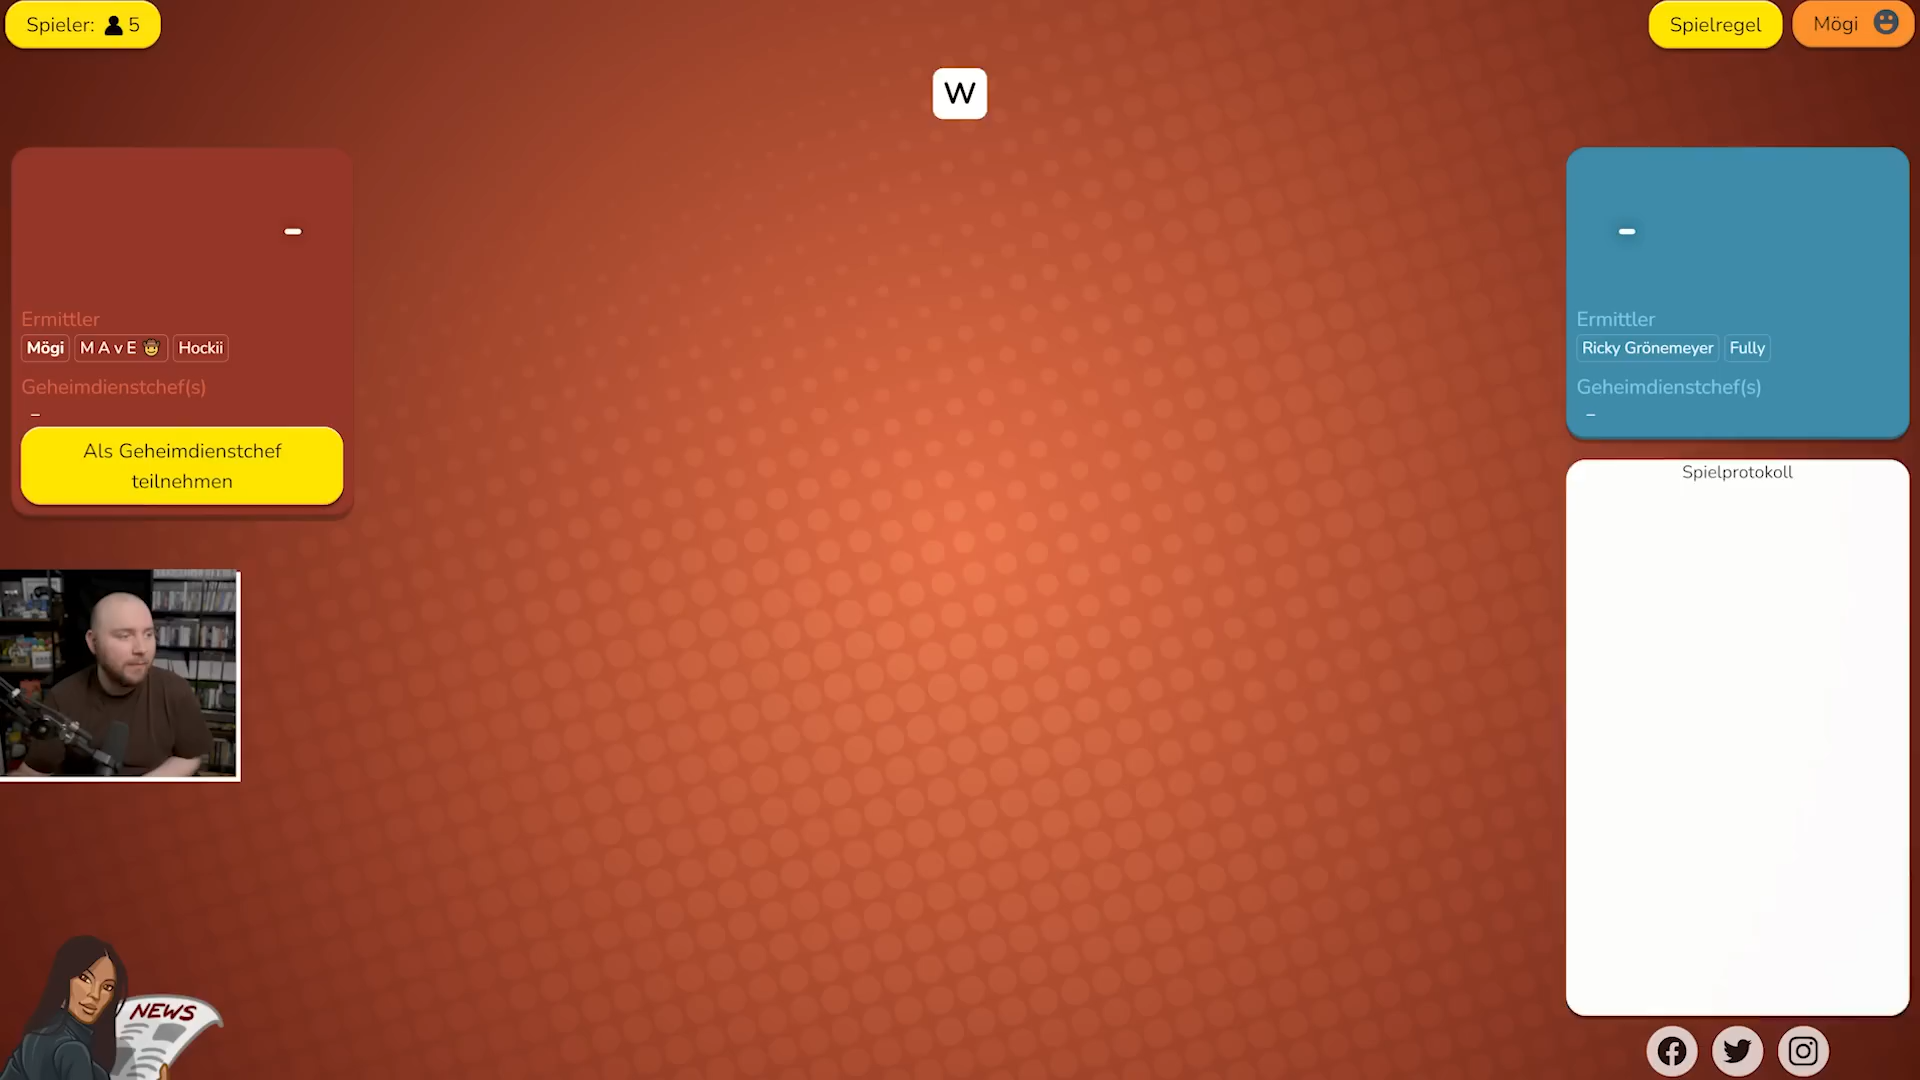 Spieler: 5
Spielregel
Mögi
W
-
Ermittler
Mögi
M A v E
Hockii
Geheimdienstchef(s)
–
Als Geheimdienstchef
teilnehmen
-
Ermittler
Ricky Grönemeyer
Fully
Geheimdienstchef(s)
–
Spielprotokoll
NEWS